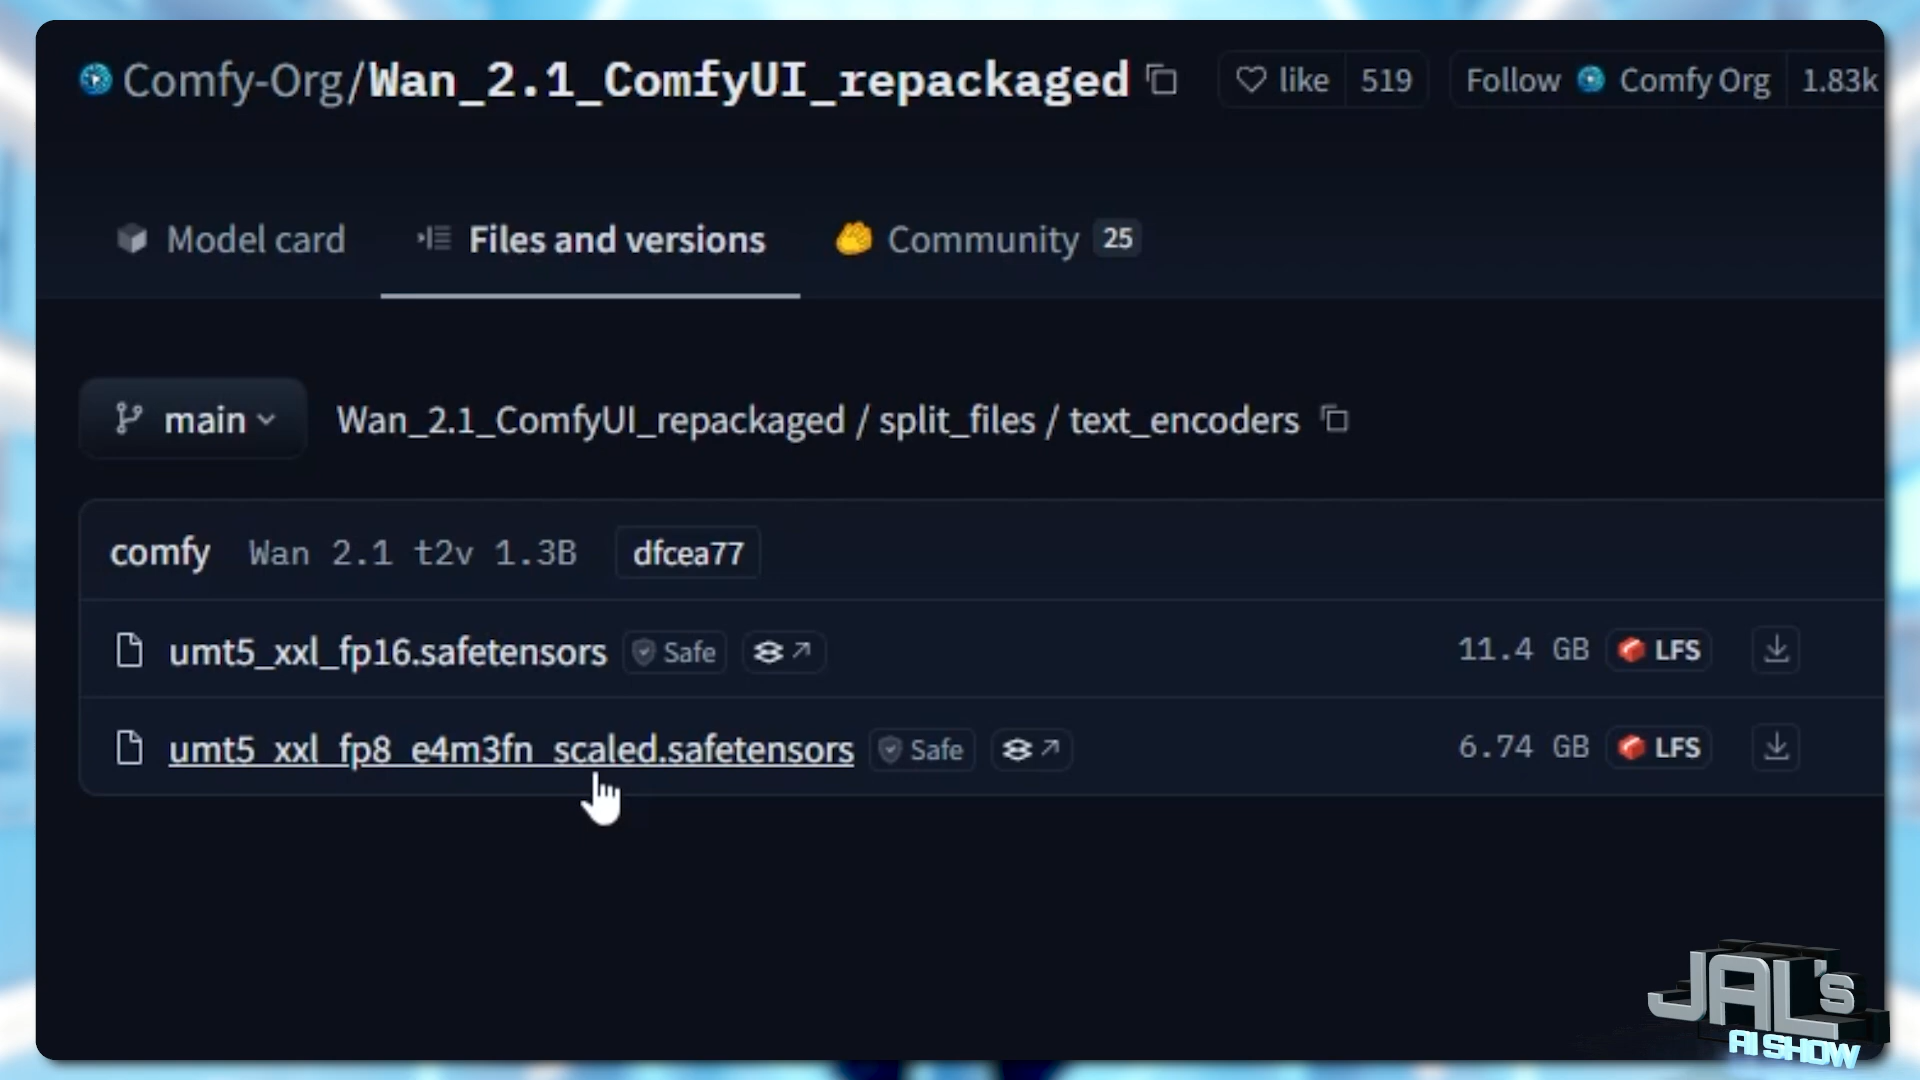 Comfy-Org/Wan_2.1_ComfyUI_repackaged like 519 Follow Comfy Org 1.83k
Model card Files and versions Community 25
main Wan_2.1_ComfyUI_repackaged / split_files / text_encoders
comfy Wan 2.1 t2v 1.3B dfcea77
umt5_xxl_fp16.safetensors Safe 11.4 GB LFS
umt5_xxl_fp8_e4m3fn_scaled.safetensors Safe 6.74 GB LFS
JAL's
AI SHOW